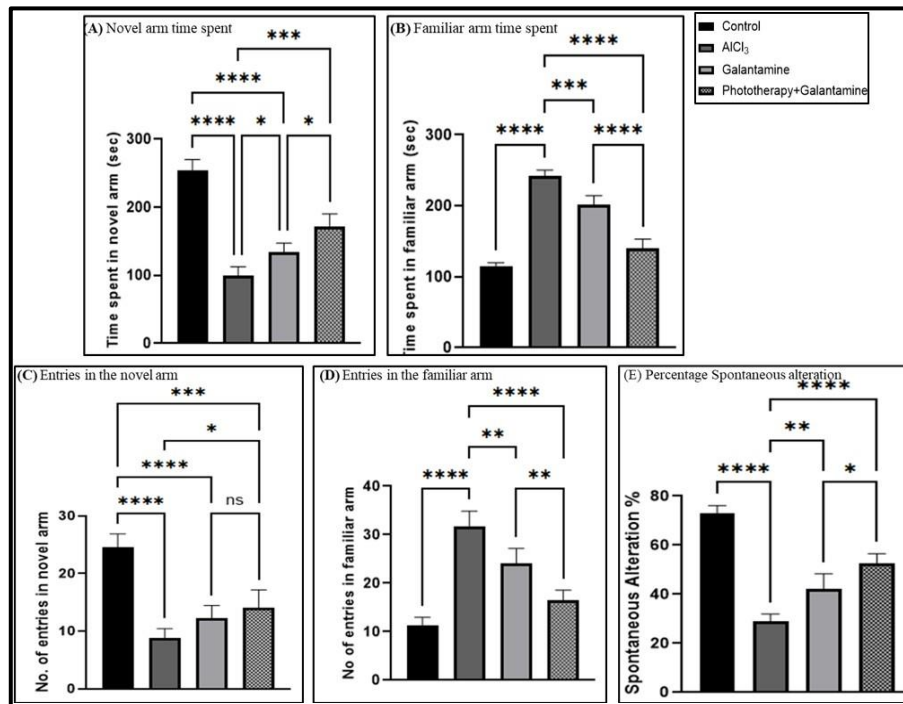 (A) Novel arm time spent
***
****
**** * *
Time spent in novel arm (sec)
300
200
100
0
(B) Familiar arm time spent
****
***
**** ****
Time spent in familiar arm (sec)
300
200
100
0
Control
AlCl3
Galantamine
Phototherapy+Galantamine
(C) Entries in the novel arm
***
*
****
**** ns
No. of entries in novel arm
30
20
10
0
(D) Entries in the familiar arm
****
**
**** **
No of entries in familiar arm
40
30
20
10
0
(E) Percentage Spontaneous alteration
****
**
**** *
Spontaneous Alteration %
80
60
40
20
0